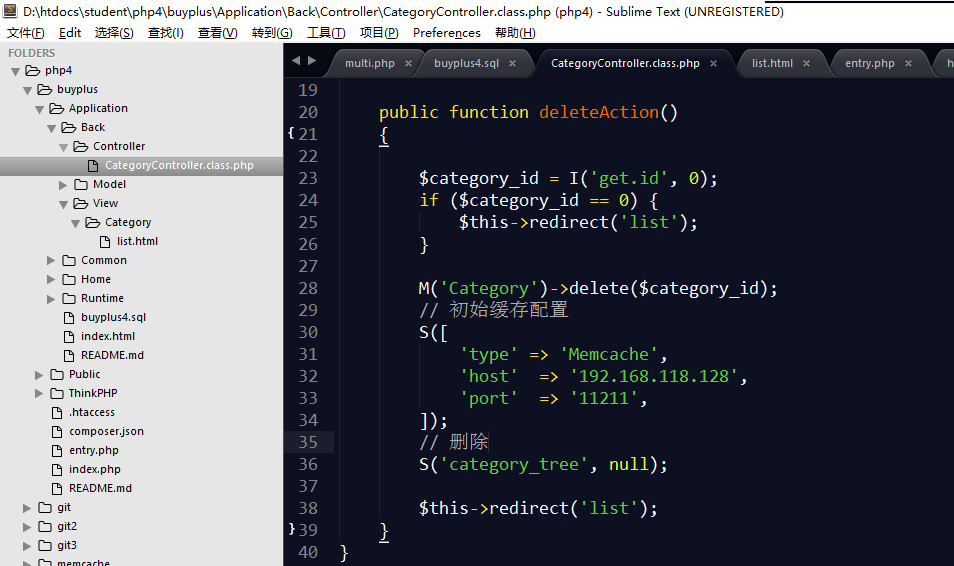 D:\htdocs\student\php4\buyplus\Application\Back\Controller\CategoryController.class.php (php4) - Sublime Text (UNREGISTERED)
文件(F) Edit 选择(S) 查找(I) 查看(V) 转到(G) 工具(T) 项目(P) Preferences 帮助(H)
FOLDERS
php4
buyplus
Application
Back
Controller
CategoryController.class.php
Model
View
Category
list.html
Common
Home
Runtime
buyplus4.sql
index.html
README.md
Public
ThinkPHP
.htaccess
composer.json
entry.php
index.php
README.md
git
git2
git3
memcache
multi.php × buyplus4.sql × CategoryController.class.php × list.html × entry.php × h
19
20 public function deleteAction()
21 {
22
23 $category_id = I('get.id', 0);
24 if ($category_id == 0) {
25 $this->redirect('list');
26 }
27
28 M('Category')->delete($category_id);
29 // 初始缓存配置
30 S([
31 'type' => 'Memcache',
32 'host' => '192.168.118.128',
33 'port' => '11211',
34 ]);
35 // 删除
36 S('category_tree', null);
37
38 $this->redirect('list');
39 }
40 }